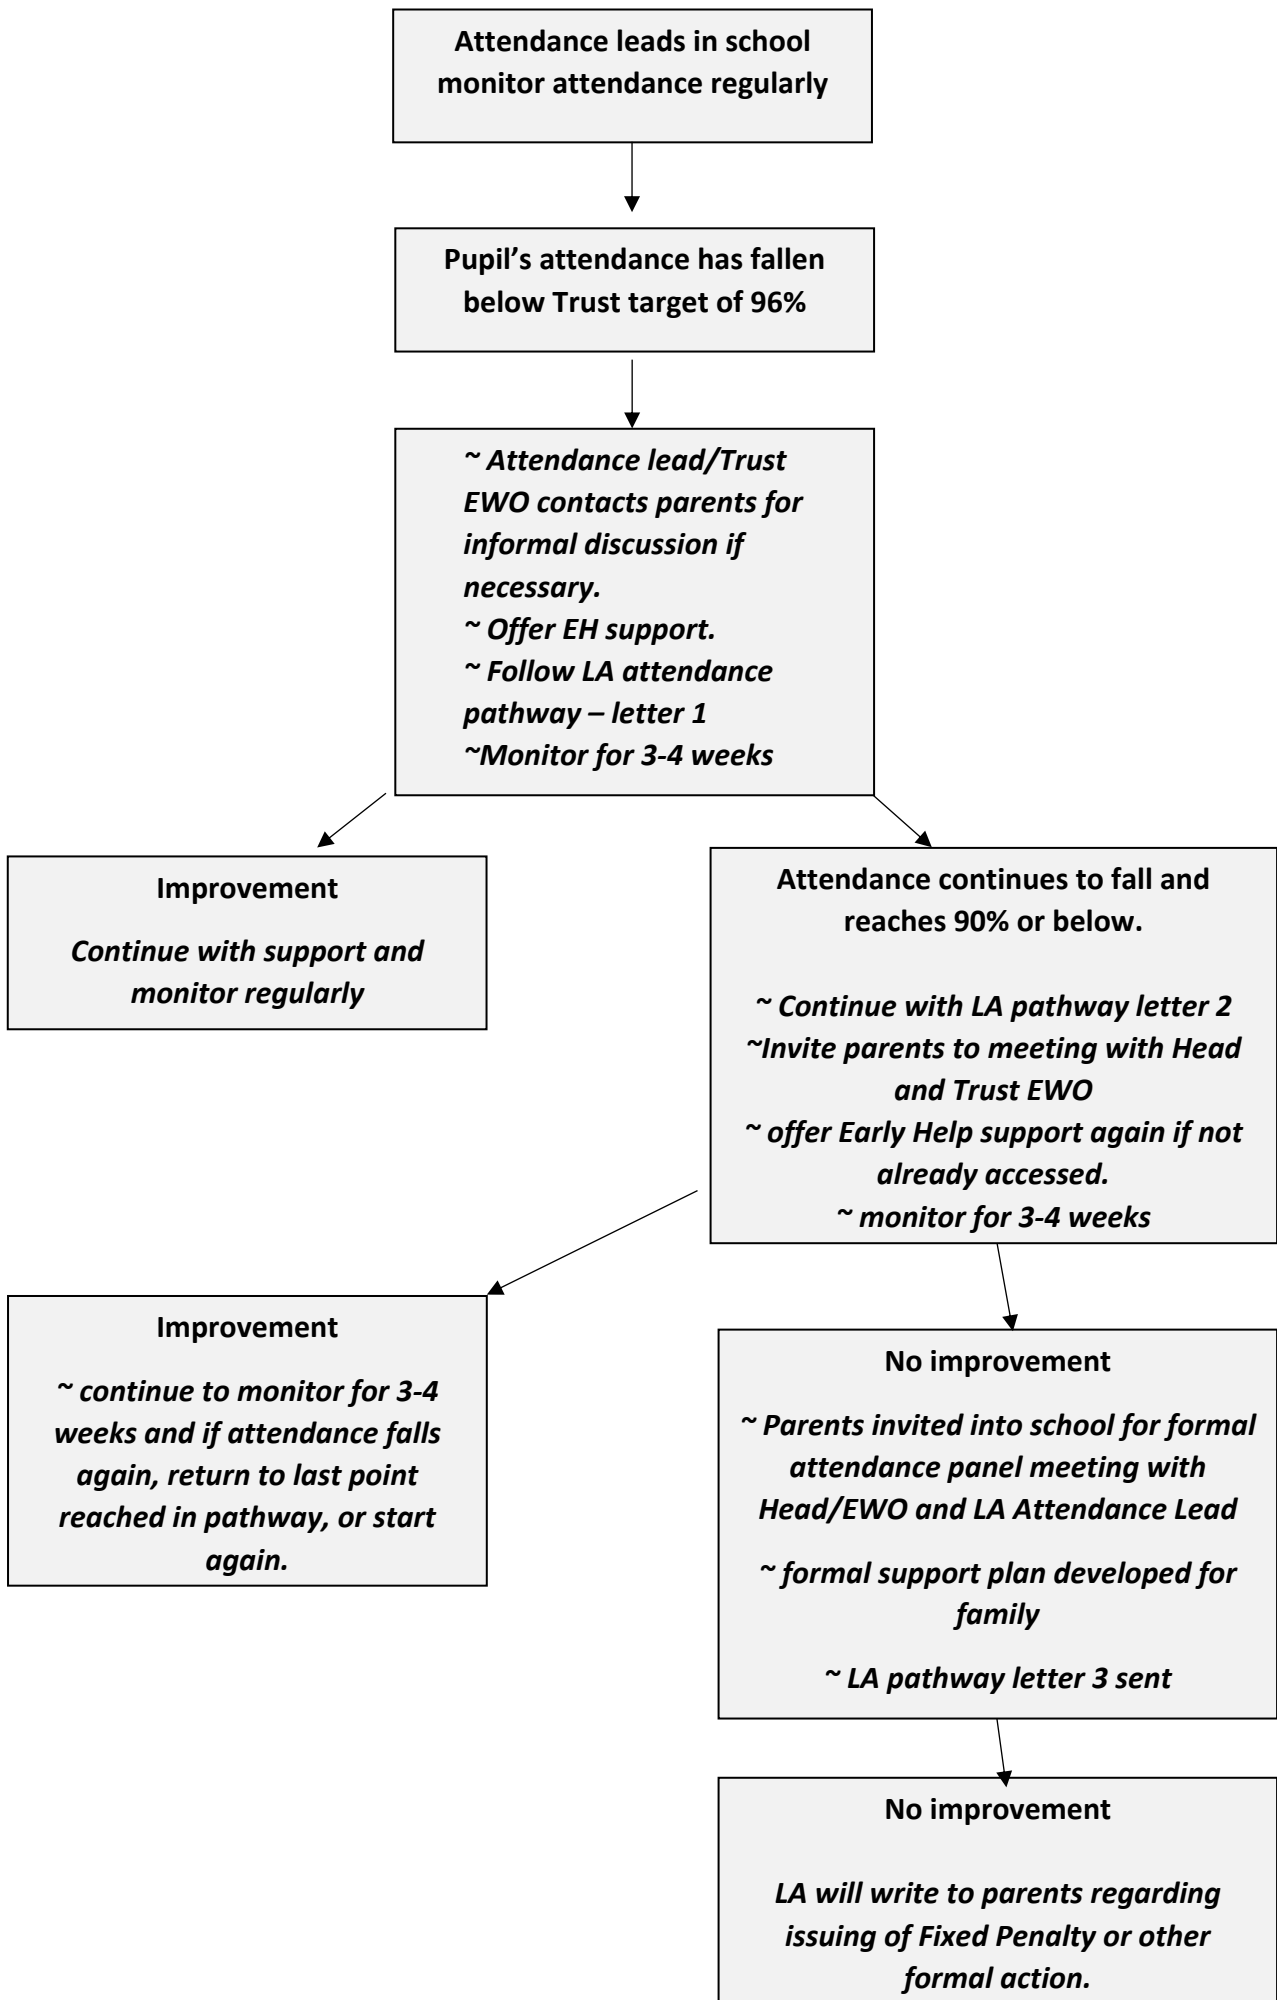 Attendance leads in school
monitor attendance regularly
Pupil’s attendance has fallen
below Trust target of 96%
~ Attendance lead/Trust
EWO contacts parents for
informal discussion if
necessary.
~ Offer EH support.
~ Follow LA attendance
pathway – letter 1
~Monitor for 3-4 weeks
Improvement
Continue with support and
monitor regularly
Attendance continues to fall and
reaches 90% or below.
~ Continue with LA pathway letter 2
~Invite parents to meeting with Head
and Trust EWO
~ offer Early Help support again if not
already accessed.
~ monitor for 3-4 weeks
Improvement
~ continue to monitor for 3-4
weeks and if attendance falls
again, return to last point
reached in pathway, or start
again.
No improvement
~ Parents invited into school for formal
attendance panel meeting with
Head/EWO and LA Attendance Lead
~ formal support plan developed for
family
~ LA pathway letter 3 sent
No improvement
LA will write to parents regarding
issuing of Fixed Penalty or other
formal action.